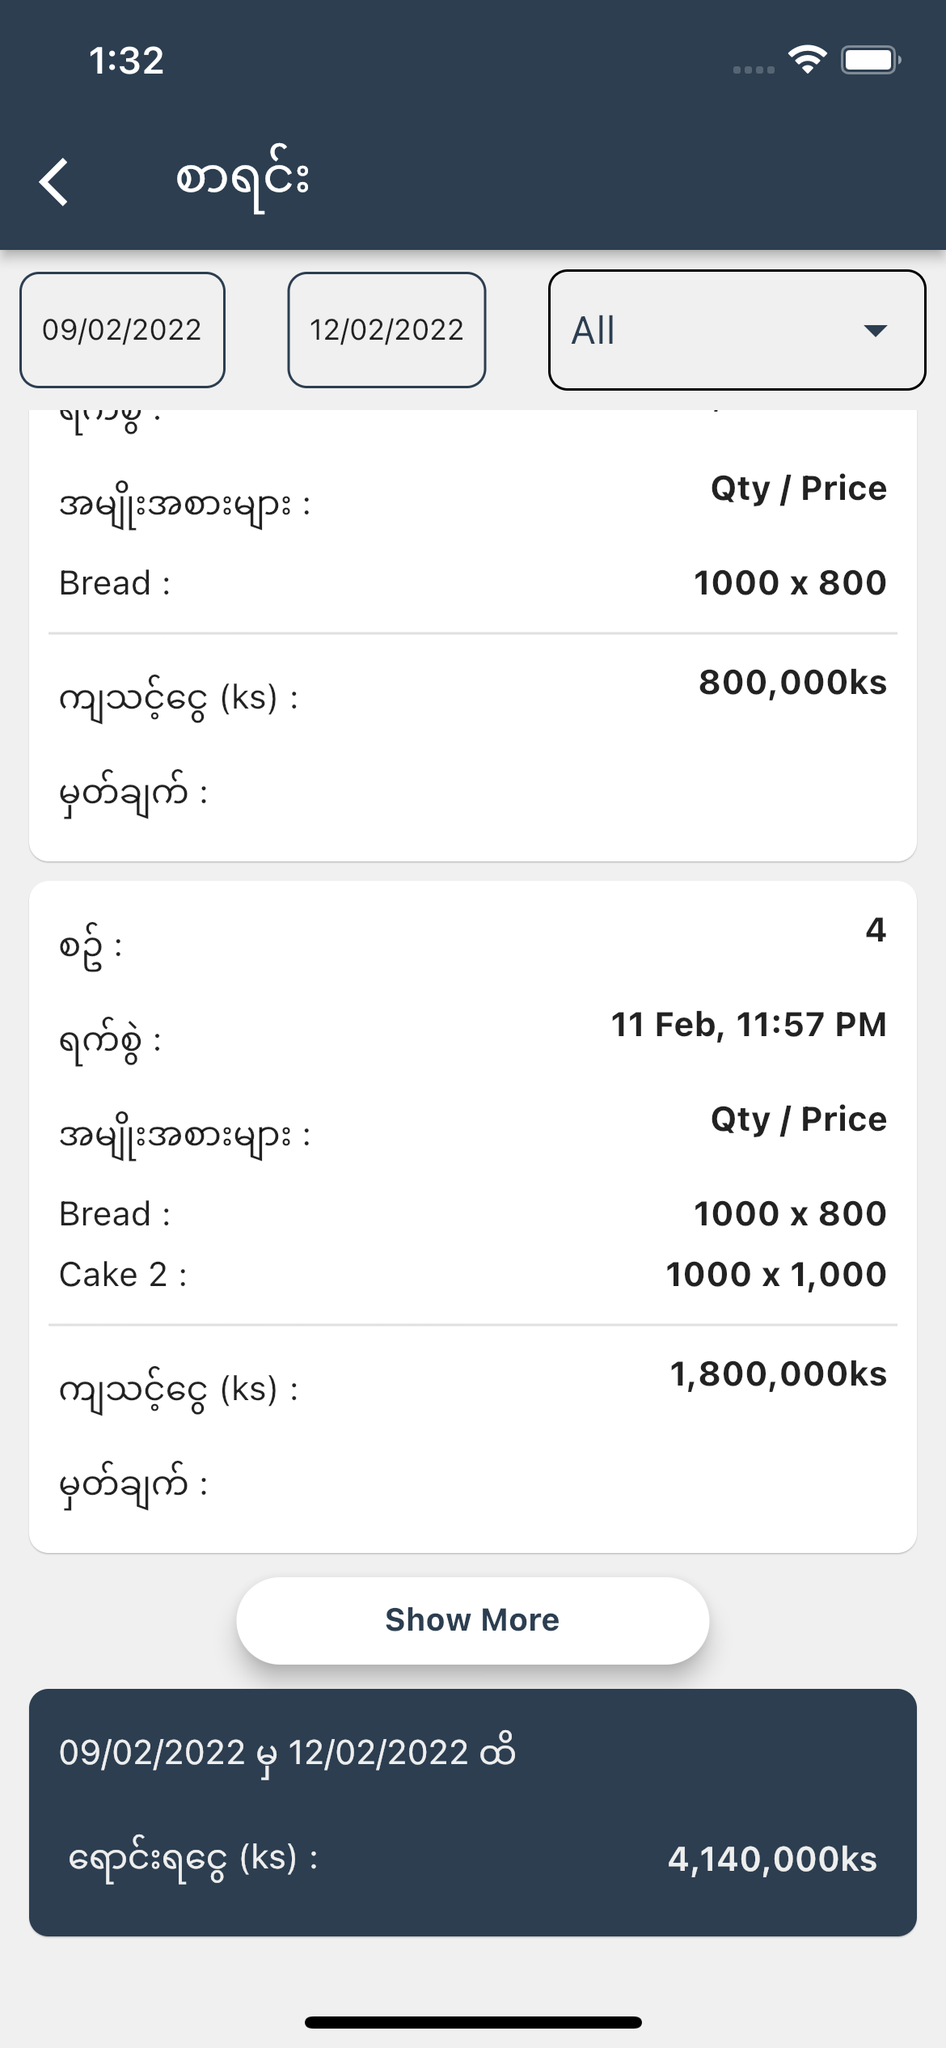 1:32
စာရင်း
09/02/2022 12/02/2022 All
ရက်စွဲ :
အမျိုးအစားများ : Qty / Price
Bread : 1000 x 800
ကျသင့်ငွေ (ks) : 800,000ks
မှတ်ချက် :
စဉ် : 4
ရက်စွဲ : 11 Feb, 11:57 PM
အမျိုးအစားများ : Qty / Price
Bread : 1000 x 800
Cake 2 : 1000 x 1,000
ကျသင့်ငွေ (ks) : 1,800,000ks
မှတ်ချက် :
Show More
09/02/2022 မှ 12/02/2022 ထိ
ရောင်းရငွေ (ks) : 4,140,000ks